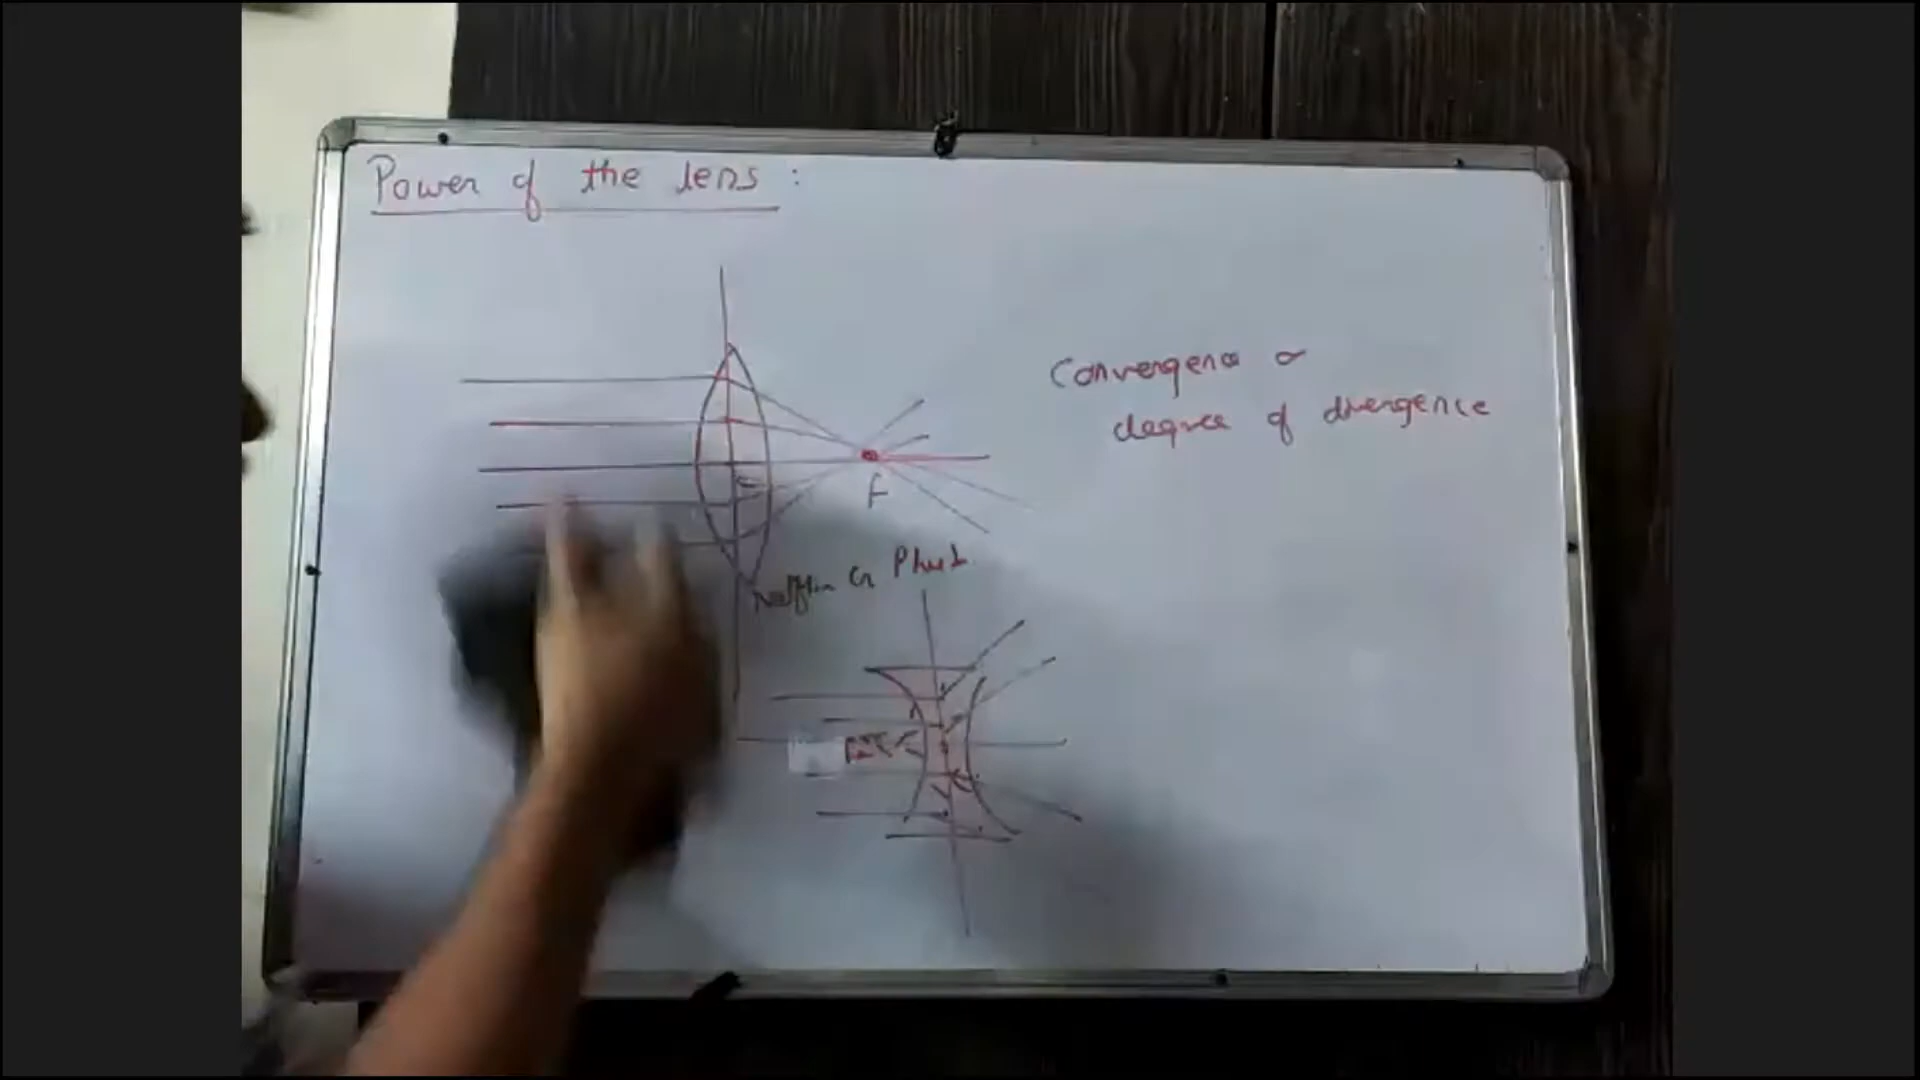 Power of the lens :
Convergence or
degree of divergence
F